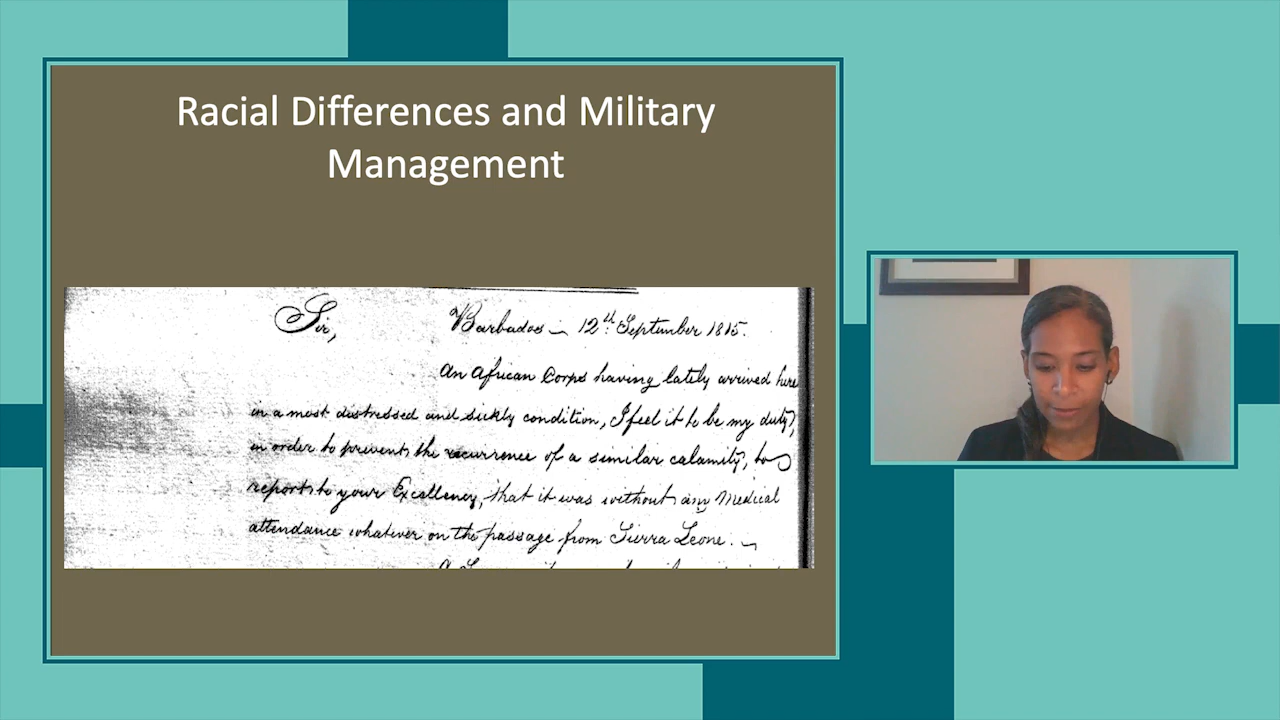 Racial Differences and Military
Management
Sir,
Barbados 12th September 1815.
An African Corps having lately arrived here
in a most distressed and sickly condition, I feel it to be my duty,
in order to prevent the recurrence of a similar calamity, to
report to your Excellency, that it was without any Medical
attendance whatever on the passage from Sierra Leone.